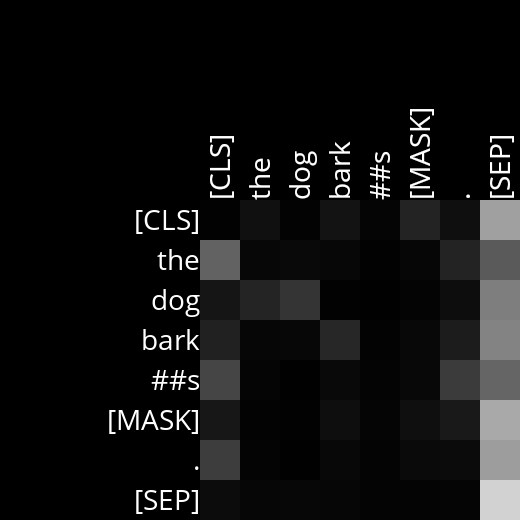 [CLS] the dog bark ##s [MASK] . [SEP]
[CLS]
the
dog
bark
##s
[MASK]
.
[SEP]